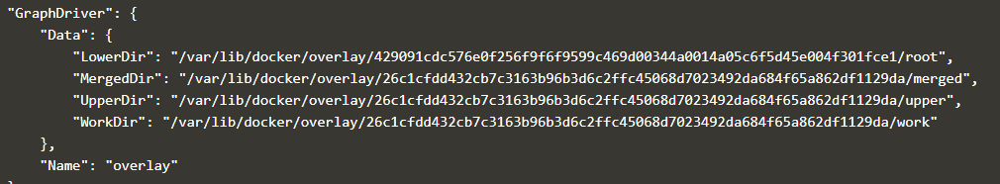 "GraphDriver": {
"Data": {
"LowerDir": "/var/lib/docker/overlay/429091cdc576e0f256f9f6f9599c469d00344a0014a05c6f5d45e004f301fce1/root",
"MergedDir": "/var/lib/docker/overlay/26c1cfdd432cb7c3163b96b3d6c2ffc45068d7023492da684f65a862df1129da/merged",
"UpperDir": "/var/lib/docker/overlay/26c1cfdd432cb7c3163b96b3d6c2ffc45068d7023492da684f65a862df1129da/upper",
"WorkDir": "/var/lib/docker/overlay/26c1cfdd432cb7c3163b96b3d6c2ffc45068d7023492da684f65a862df1129da/work"
},
"Name": "overlay"